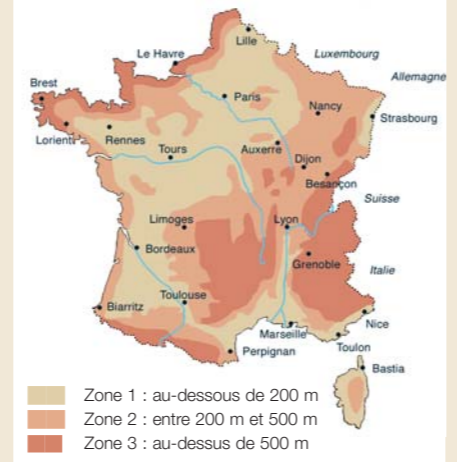 Lille
Le Havre
Luxembourg
Allemagne
Brest
Paris
Nancy
Strasbourg
Lorient
Rennes
Tours
Auxerre
Dijon
Besançon
Suisse
Limoges
Lyon
Bordeaux
Grenoble
Italie
Biarritz
Toulouse
Nice
Marseille
Toulon
Perpignan
Bastia
Zone 1 : au-dessous de 200 m
Zone 2 : entre 200 m et 500 m
Zone 3 : au-dessus de 500 m